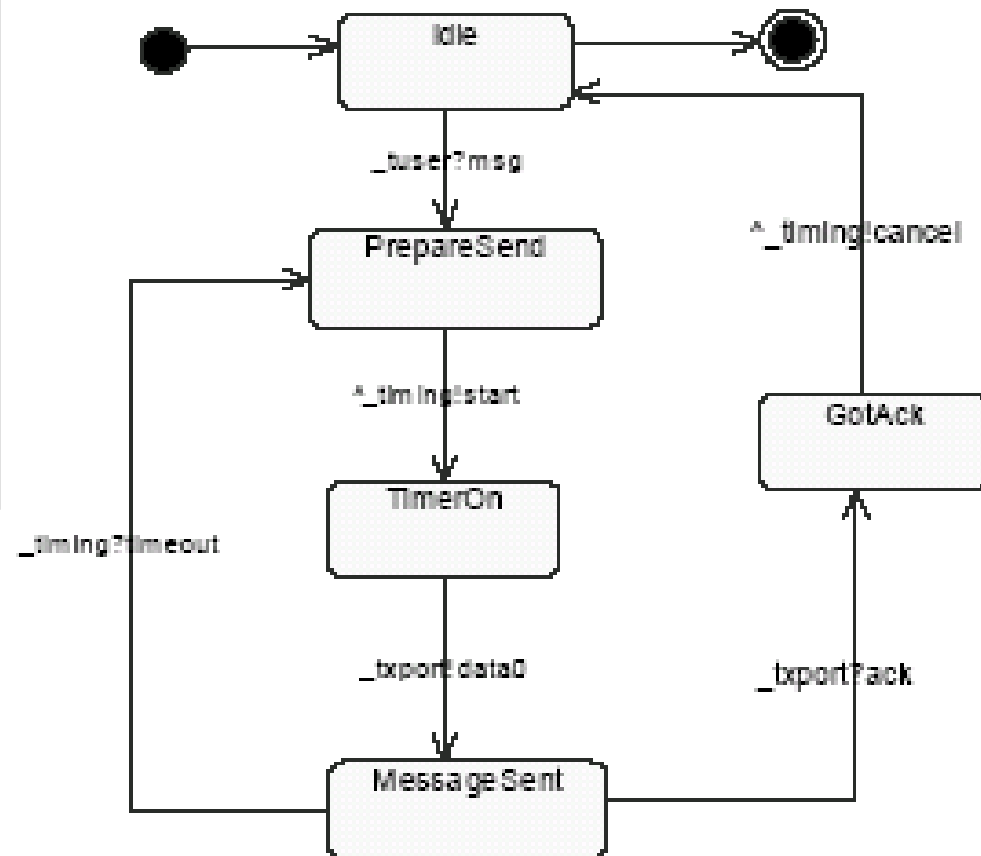 Idle
_tuser?msg
^_timing!cancel
PrepareSend
^_timing!start
GotAck
TimerOn
_timing?timeout
_txport!data0
_txport?ack
MessageSent